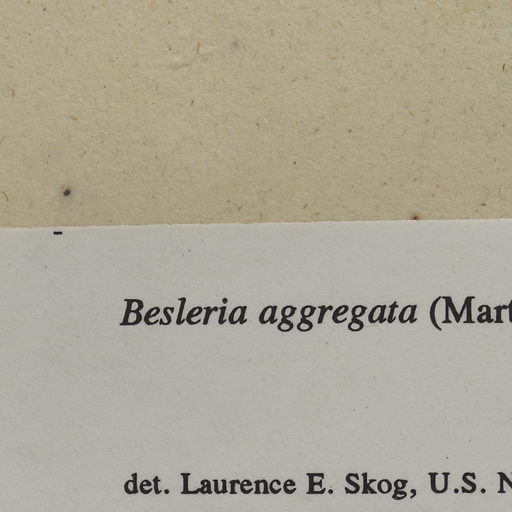 Besleria aggregata (Mart
det. Laurence E. Skog, U.S. N